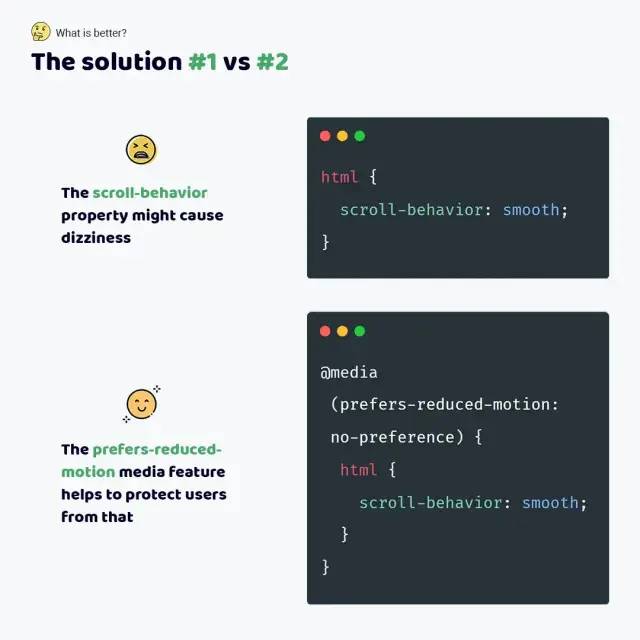 What is better?
The solution #1 vs #2
The scroll-behavior
property might cause
dizziness
html {
  scroll-behavior: smooth;
}
The prefers-reduced-
motion media feature
helps to protect users
from that
@media
 (prefers-reduced-motion:
 no-preference) {
  html {
    scroll-behavior: smooth;
  }
}